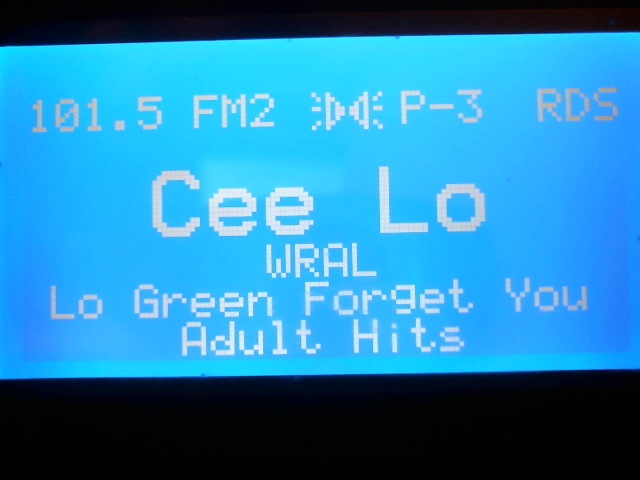 101.5 FM2 P-3 RDS
Cee Lo
WRAL
Lo Green Forget You
Adult Hits